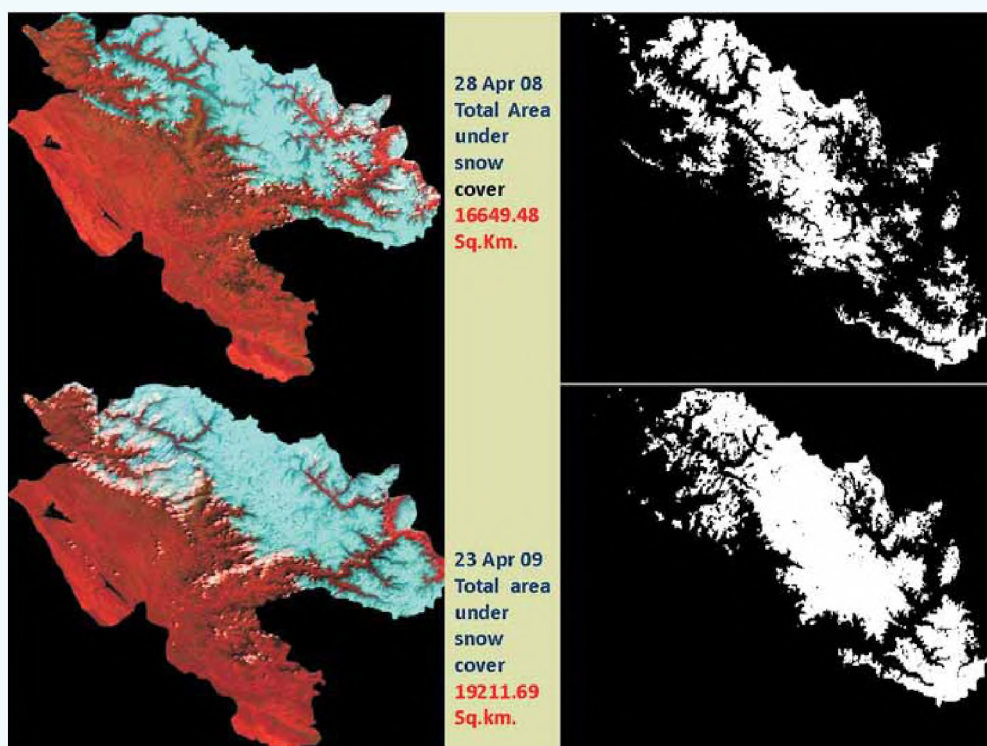 28 Apr 08
Total Area
under
snow
cover
16649.48
Sq.Km.
23 Apr 09
Total area
under
snow
cover
19211.69
Sq.km.